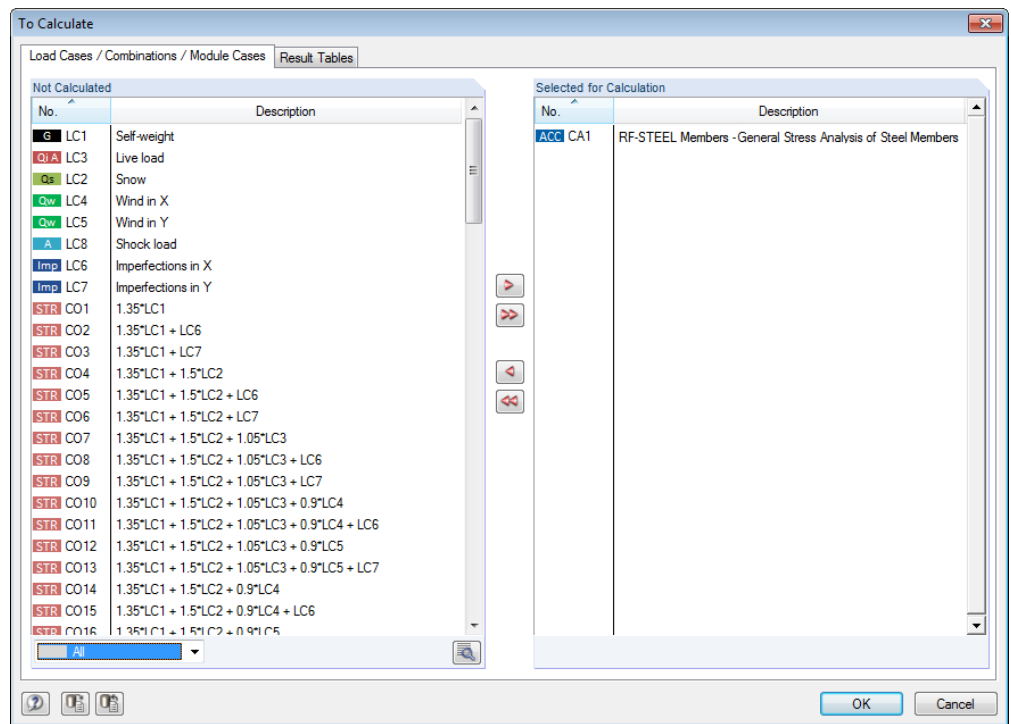 To Calculate
Load Cases / Combinations / Module Cases Result Tables
Not Calculated
No. Description
G LC1 Self-weight
Qi A LC3 Live load
Qs LC2 Snow
Qw LC4 Wind in X
Qw LC5 Wind in Y
A LC8 Shock load
Imp LC6 Imperfections in X
Imp LC7 Imperfections in Y
STR CO1 1.35*LC1
STR CO2 1.35*LC1 + LC6
STR CO3 1.35*LC1 + LC7
STR CO4 1.35*LC1 + 1.5*LC2
STR CO5 1.35*LC1 + 1.5*LC2 + LC6
STR CO6 1.35*LC1 + 1.5*LC2 + LC7
STR CO7 1.35*LC1 + 1.5*LC2 + 1.05*LC3
STR CO8 1.35*LC1 + 1.5*LC2 + 1.05*LC3 + LC6
STR CO9 1.35*LC1 + 1.5*LC2 + 1.05*LC3 + LC7
STR CO10 1.35*LC1 + 1.5*LC2 + 1.05*LC3 + 0.9*LC4
STR CO11 1.35*LC1 + 1.5*LC2 + 1.05*LC3 + 0.9*LC4 + LC6
STR CO12 1.35*LC1 + 1.5*LC2 + 1.05*LC3 + 0.9*LC5
STR CO13 1.35*LC1 + 1.5*LC2 + 1.05*LC3 + 0.9*LC5 + LC7
STR CO14 1.35*LC1 + 1.5*LC2 + 0.9*LC4
STR CO15 1.35*LC1 + 1.5*LC2 + 0.9*LC4 + LC6
STR CO16 1.35*LC1 + 1.5*LC2 + 0.9*LC5
All
Selected for Calculation
No. Description
ACC CA1 RF-STEEL Members - General Stress Analysis of Steel Members
OK Cancel